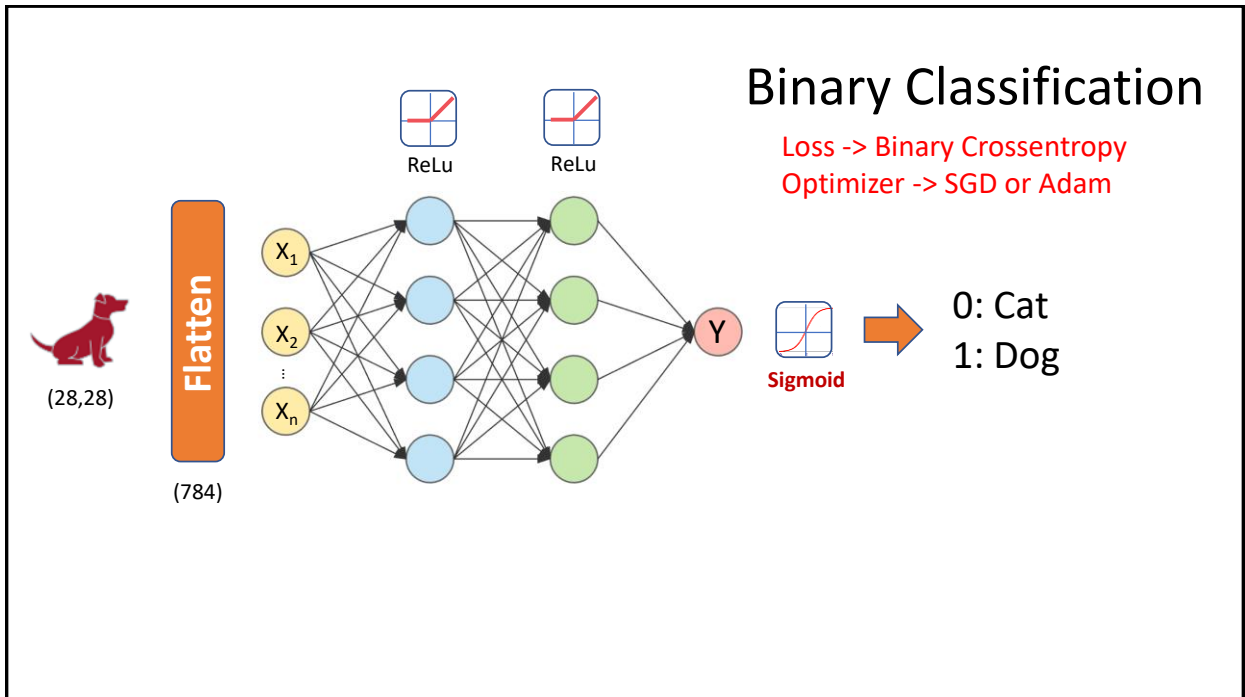 Binary Classification
Loss -> Binary Crossentropy
Optimizer -> SGD or Adam
ReLu
ReLu
Flatten
X1
X2
...
Xn
Y
(28,28)
(784)
Sigmoid
0: Cat
1: Dog